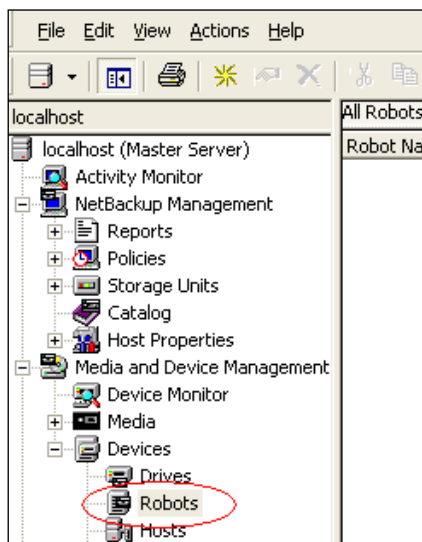 File Edit View Actions Help
localhost
All Robots
Robot Na
localhost (Master Server)
Activity Monitor
NetBackup Management
Reports
Policies
Storage Units
Catalog
Host Properties
Media and Device Management
Device Monitor
Media
Devices
Drives
Robots
Hosts